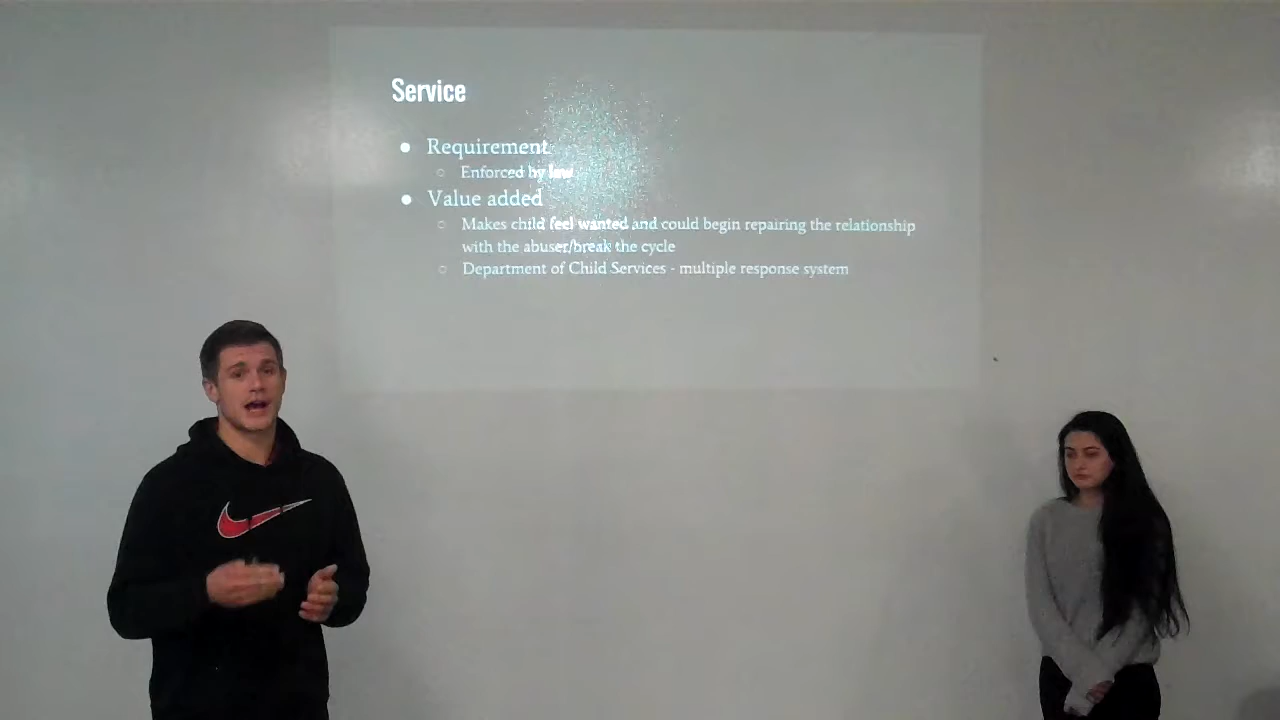 Service
● Requirement
○ Enforced by law
● Value added
○ Makes child feel wanted and could begin repairing the relationship
with the abuser/break the cycle
○ Department of Child Services - multiple response system